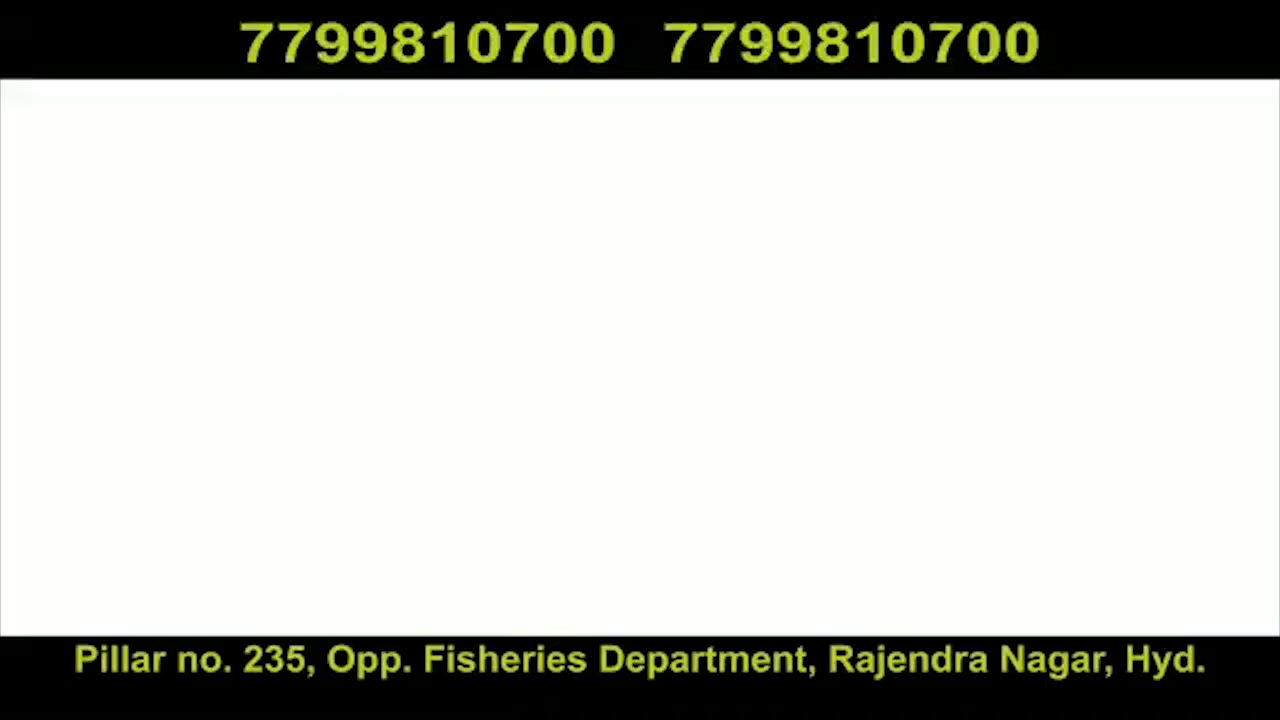 7799810700 7799810700
Pillar no. 235, Opp. Fisheries Department, Rajendra Nagar, Hyd.